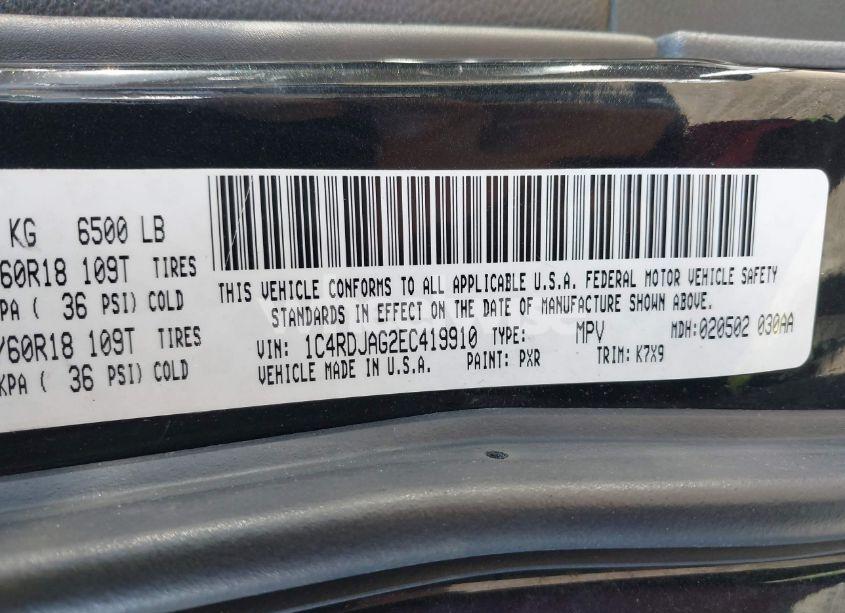 KG 6500 LB
60R18 109T TIRES
KPA ( 36 PSI) COLD
/60R18 109T TIRES
KPA ( 36 PSI) COLD
THIS VEHICLE CONFORMS TO ALL APPLICABLE U.S.A. FEDERAL MOTOR VEHICLE SAFETY
STANDARDS IN EFFECT ON THE DATE OF MANUFACTURE SHOWN ABOVE.
VIN: 1C4RDJAG2EC419910 TYPE: MPV MDH:020502 030AA
VEHICLE MADE IN U.S.A. PAINT: PXR TRIM: K7X9